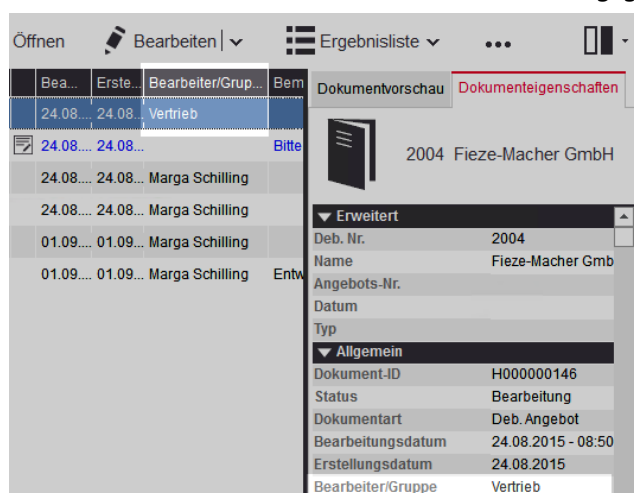 Öffnen Bearbeiten Ergebnisliste
Bea... Erste... Bearbeiter/Grup... Bem
24.08.... 24.08... Vertrieb
24.08.... 24.08... Bitte
24.08.... 24.08... Marga Schilling
24.08.... 24.08... Marga Schilling
01.09.... 01.09... Marga Schilling
01.09.... 01.09... Marga Schilling Entw
Dokumentvorschau Dokumenteigenschaften
2004 Fieze-Macher GmbH
Erweitert
Deb. Nr. 2004
Name Fieze-Macher Gmb
Angebots-Nr.
Datum
Typ
Allgemein
Dokument-ID H000000146
Status Bearbeitung
Dokumentart Deb. Angebot
Bearbeitungsdatum 24.08.2015 - 08:50
Erstellungsdatum 24.08.2015
Bearbeiter/Gruppe Vertrieb